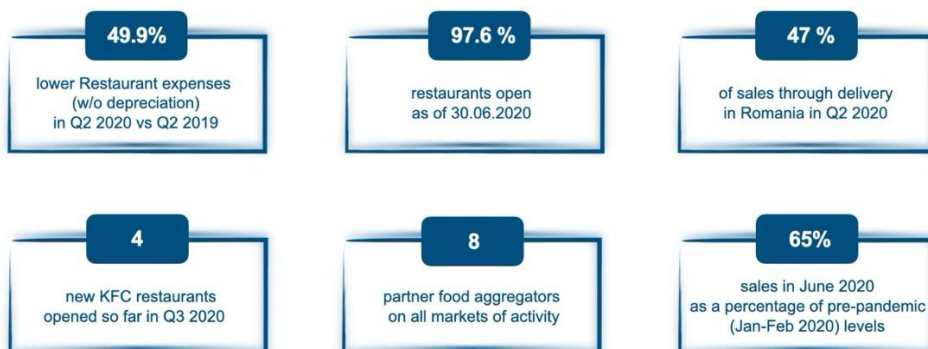 49.9%
lower Restaurant expenses
(w/o depreciation)
in Q2 2020 vs Q2 2019
97.6 %
restaurants open
as of 30.06.2020
47 %
of sales through delivery
in Romania in Q2 2020
4
new KFC restaurants
opened so far in Q3 2020
8
partner food aggregators
on all markets of activity
65%
sales in June 2020
as a percentage of pre-pandemic
(Jan-Feb 2020) levels